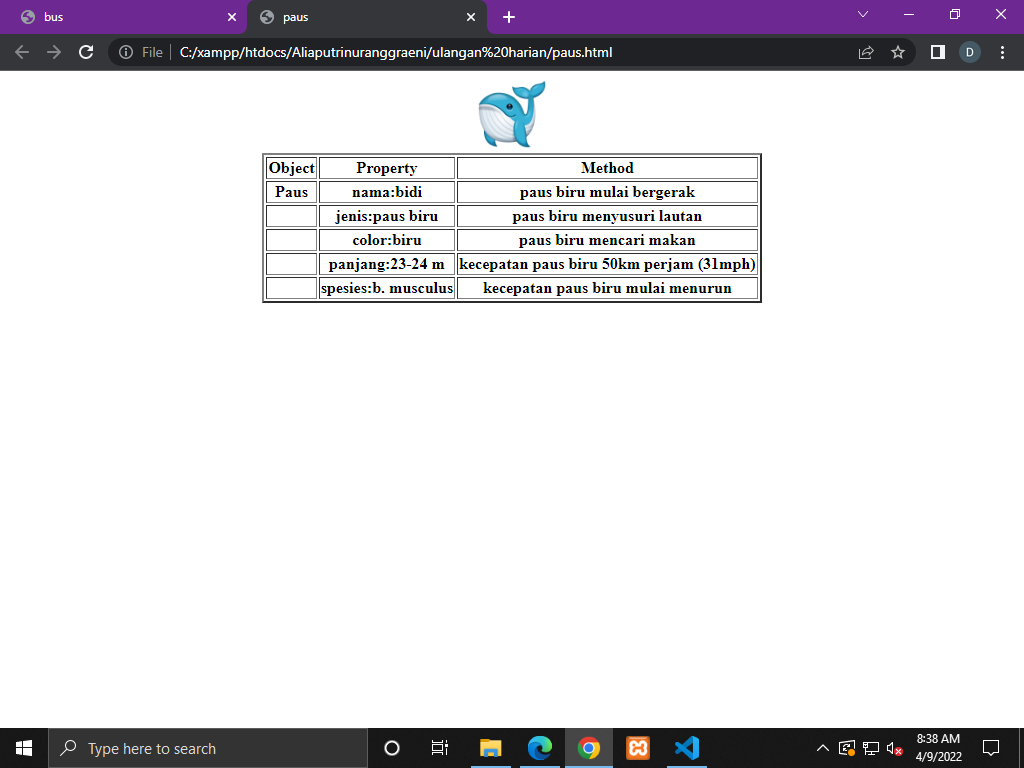 bus
paus
File
C:/xampp/htdocs/Aliaputrinuranggraeni/ulangan%20harian/paus.html
D
Object Property Method
Paus nama:bidi paus biru mulai bergerak
jenis:paus biru paus biru menyusuri lautan
color:biru paus biru mencari makan
panjang:23-24 m kecepatan paus biru 50km perjam (31mph)
spesies:b. musculus kecepatan paus biru mulai menurun
Type here to search
8:38 AM
4/9/2022